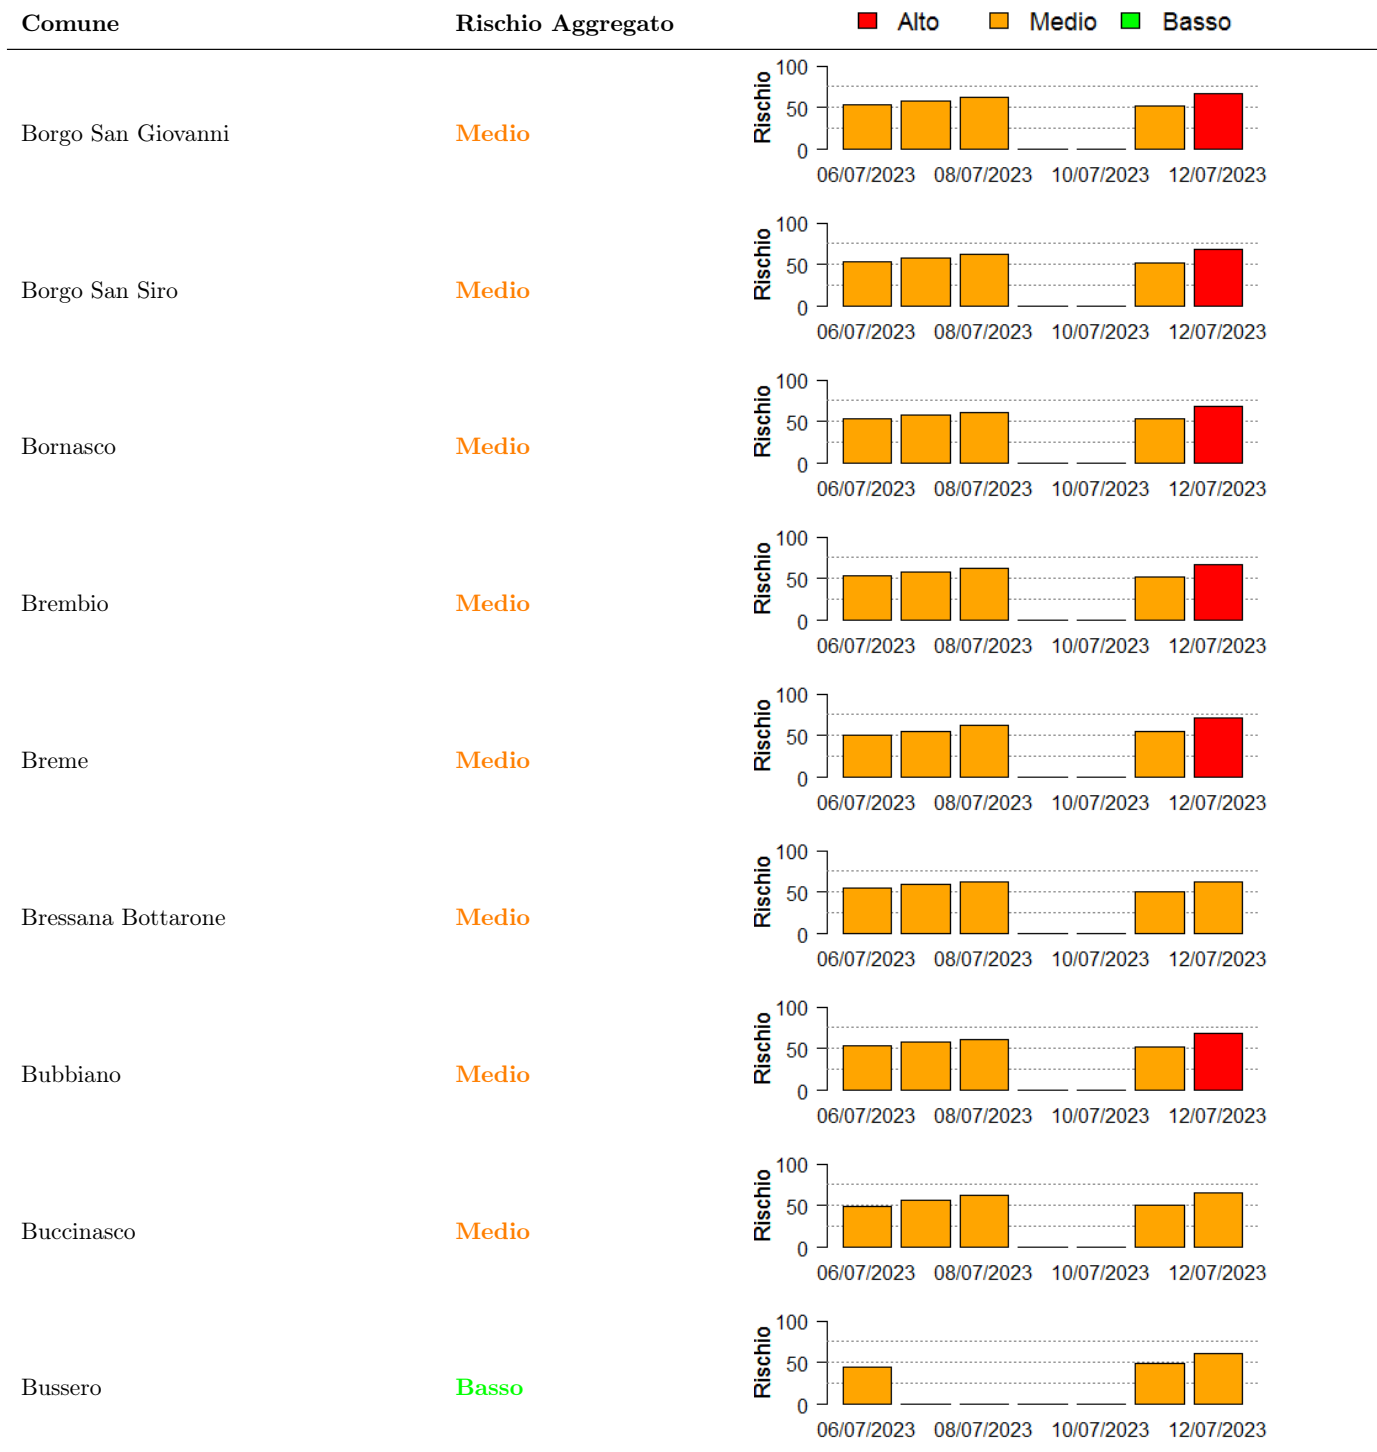 Comune Rischio Aggregato Alto Medio Basso
Borgo San Giovanni Medio
Rischio
100
50
0
06/07/2023 08/07/2023 10/07/2023 12/07/2023
Borgo San Siro Medio
Rischio
100
50
0
06/07/2023 08/07/2023 10/07/2023 12/07/2023
Bornasco Medio
Rischio
100
50
0
06/07/2023 08/07/2023 10/07/2023 12/07/2023
Brembio Medio
Rischio
100
50
0
06/07/2023 08/07/2023 10/07/2023 12/07/2023
Breme Medio
Rischio
100
50
0
06/07/2023 08/07/2023 10/07/2023 12/07/2023
Bressana Bottarone Medio
Rischio
100
50
0
06/07/2023 08/07/2023 10/07/2023 12/07/2023
Bubbiano Medio
Rischio
100
50
0
06/07/2023 08/07/2023 10/07/2023 12/07/2023
Buccinasco Medio
Rischio
100
50
0
06/07/2023 08/07/2023 10/07/2023 12/07/2023
Bussero Basso
Rischio
100
50
0
06/07/2023 08/07/2023 10/07/2023 12/07/2023